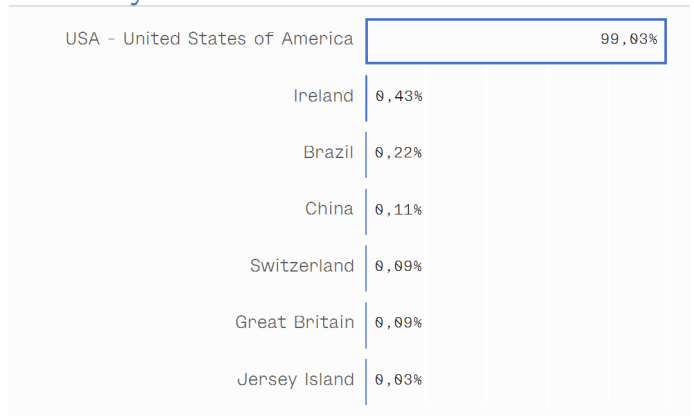 USA - United States of America 99,03%
Ireland 0,43%
Brazil 0,22%
China 0,11%
Switzerland 0,09%
Great Britain 0,09%
Jersey Island 0,03%